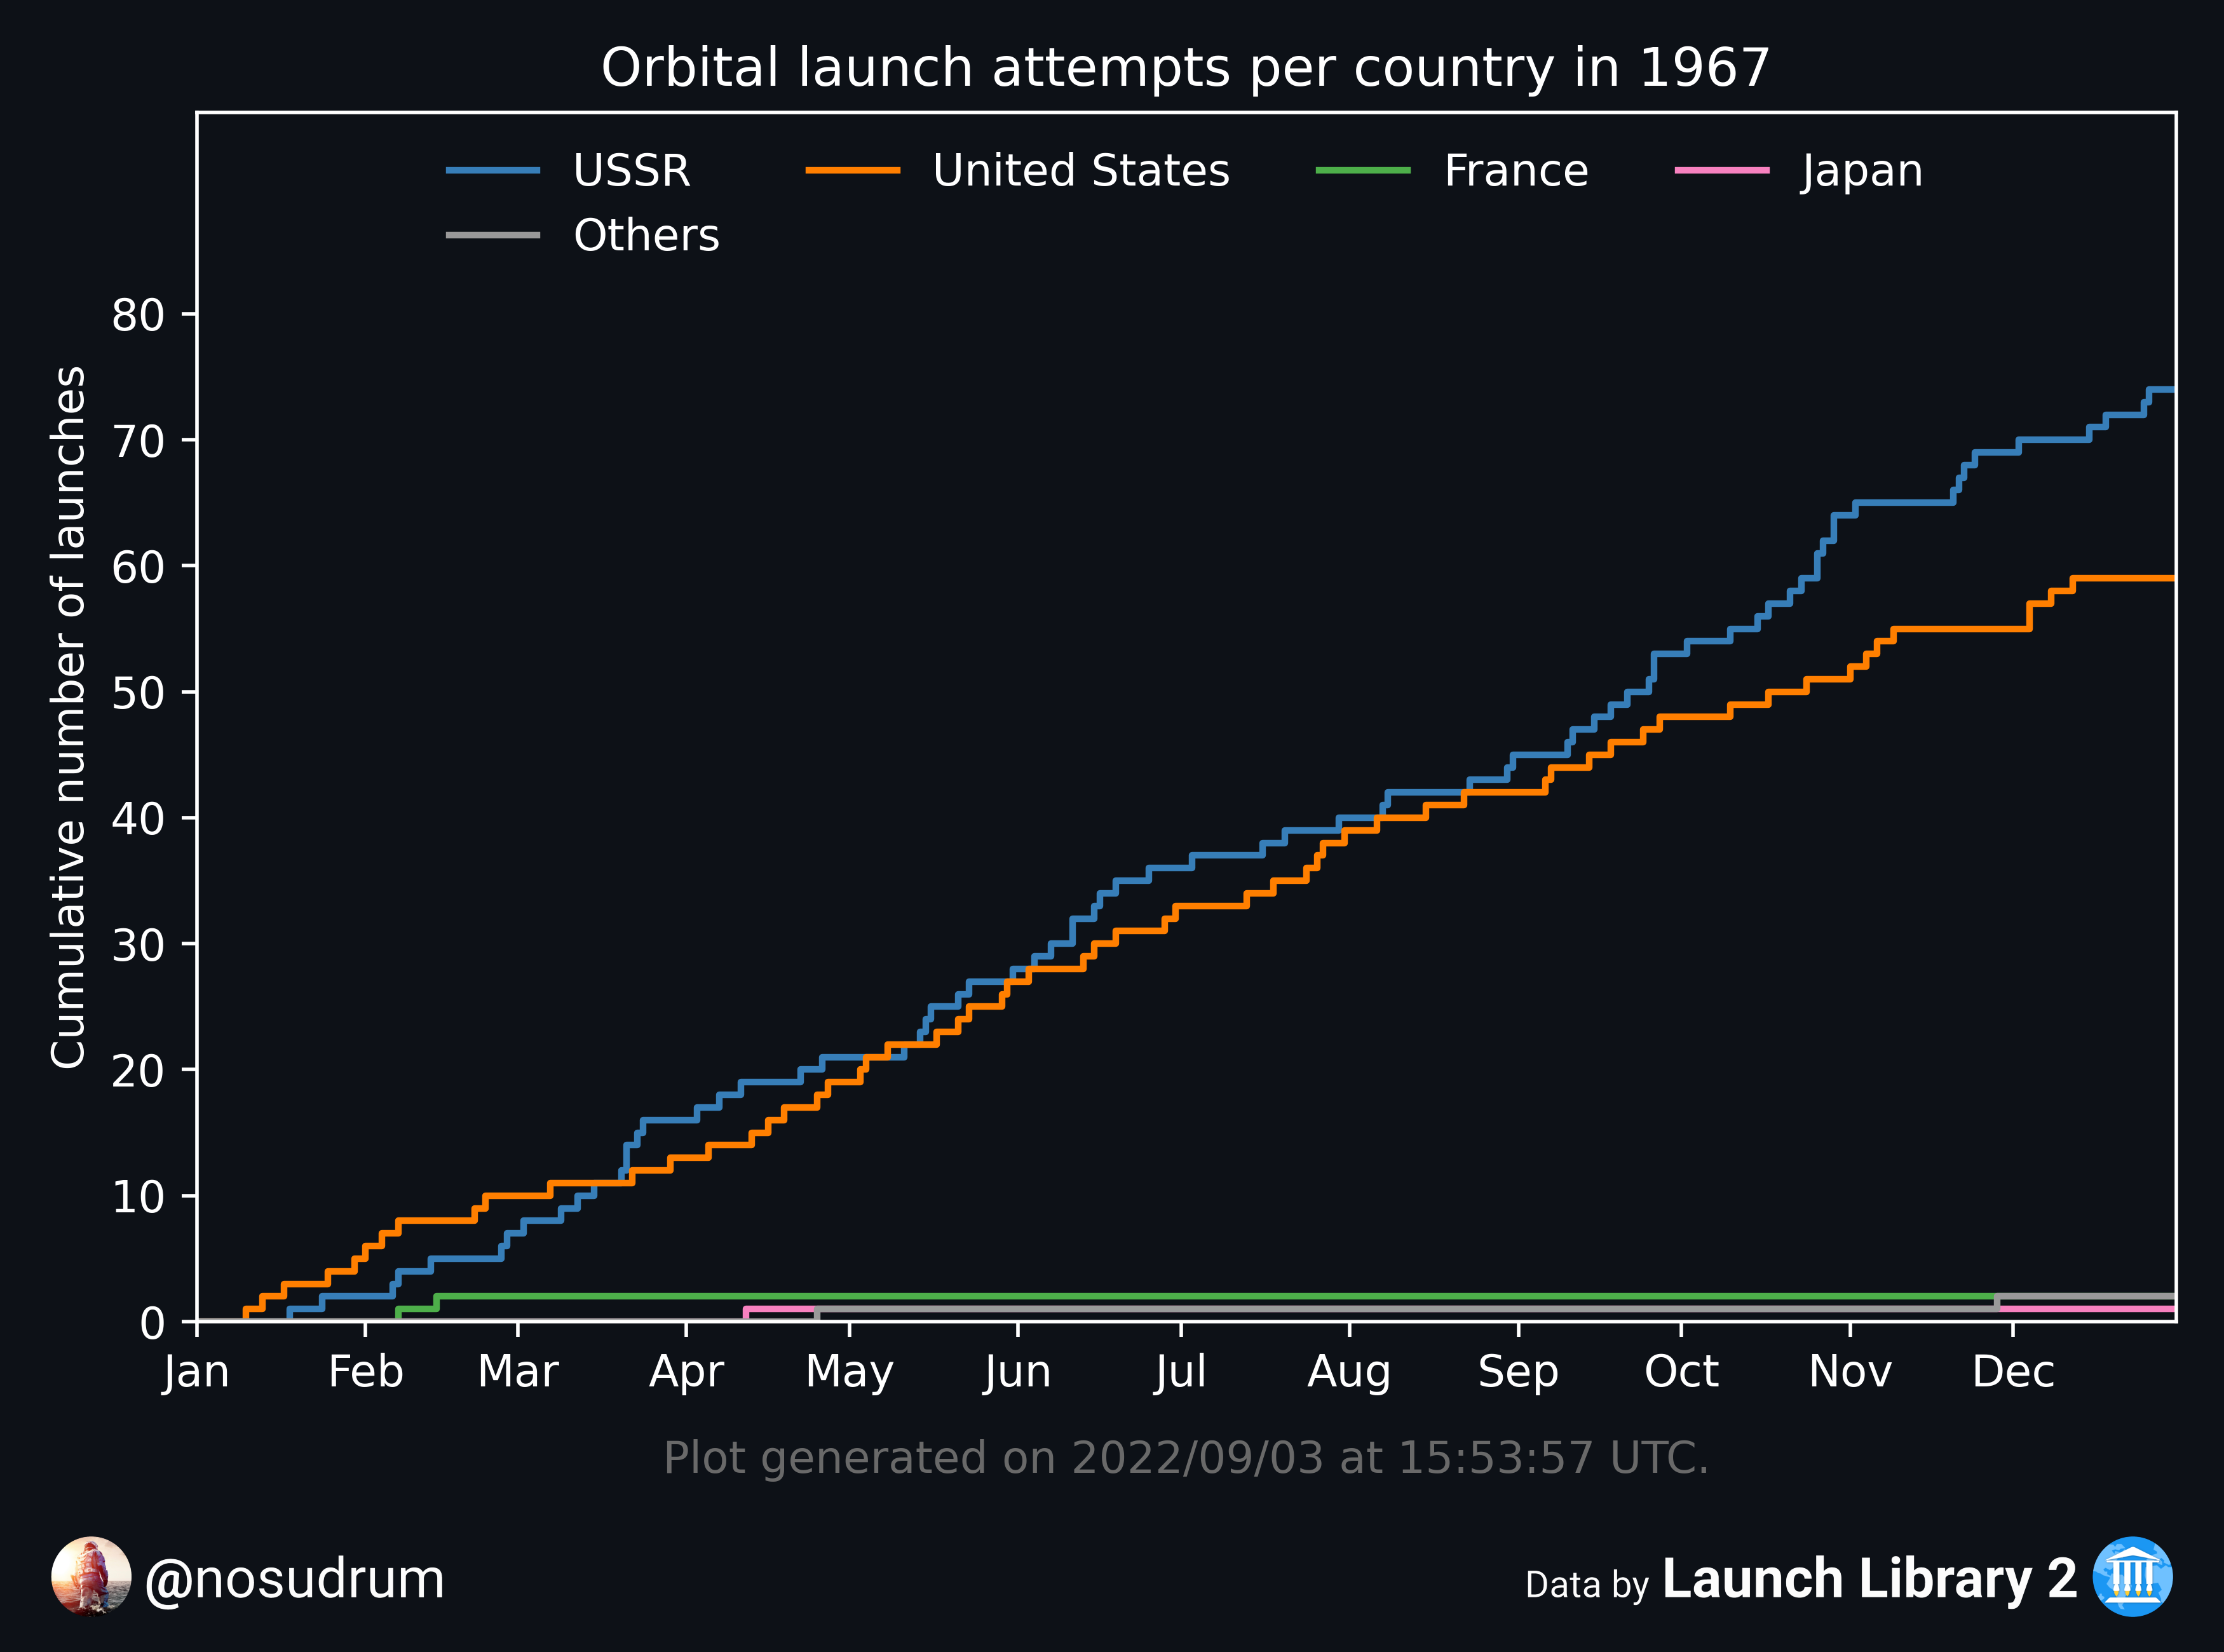 Orbital launch attempts per country in 1967
USSR United States France Japan
Others
Cumulative number of launches
80
70
60
50
40
30
20
10
0
Jan Feb Mar Apr May Jun Jul Aug Sep Oct Nov Dec
Plot generated on 2022/09/03 at 15:53:57 UTC.
@nosudrum
Data by Launch Library 2